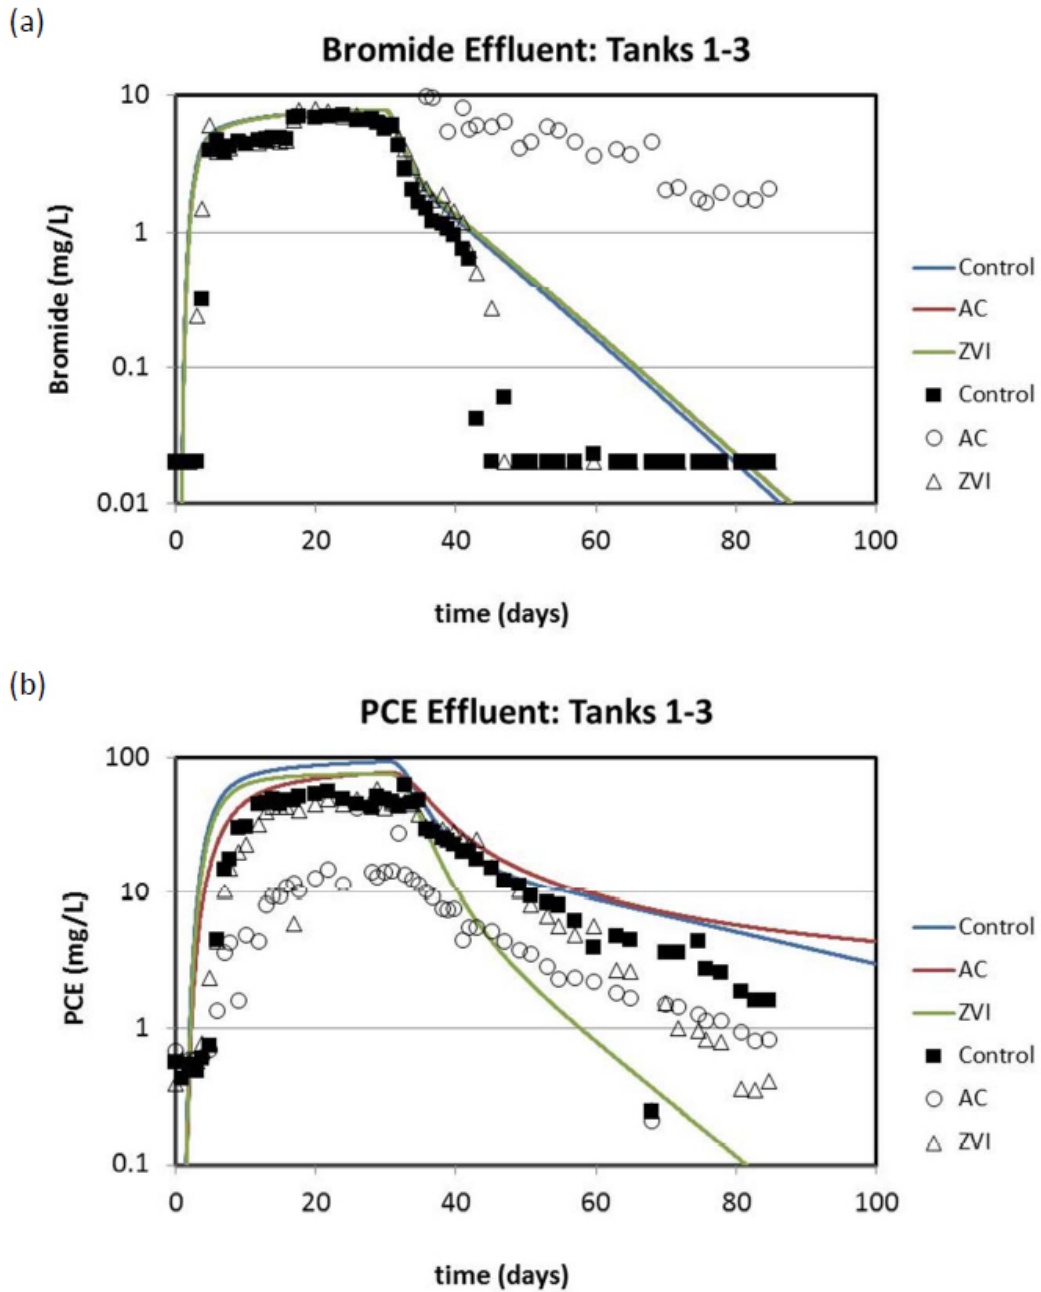 (a)
Bromide Effluent: Tanks 1-3
10
1
0.1
0.01
Bromide (mg/L)
0 20 40 60 80 100
time (days)
Control
AC
ZVI
Control
AC
ZVI
(b)
PCE Effluent: Tanks 1-3
100
10
1
0.1
PCE (mg/L)
0 20 40 60 80 100
time (days)
Control
AC
ZVI
Control
AC
ZVI